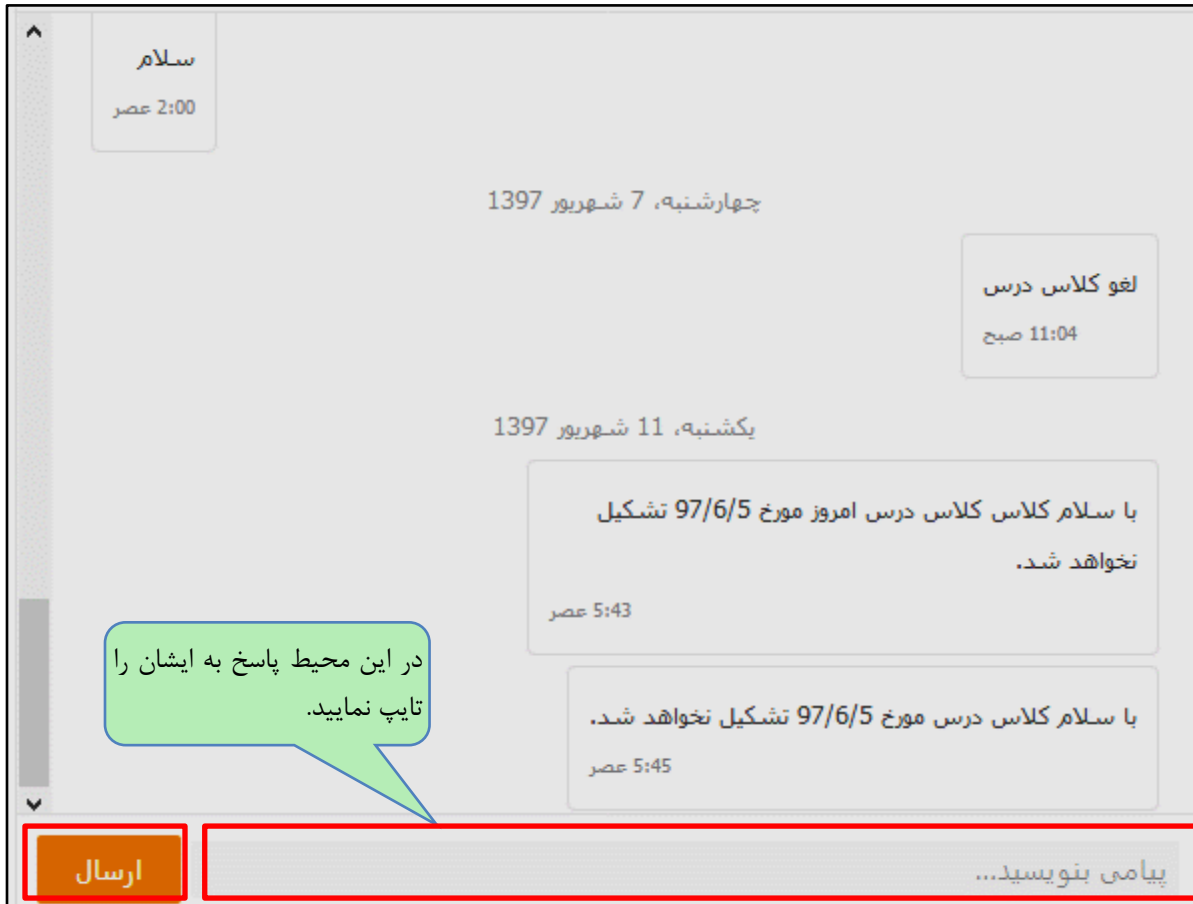 سلام
2:00 عصر
چهارشنبه، 7 شهریور 1397
لغو کلاس درس
11:04 صبح
یکشنبه، 11 شهریور 1397
با سلام کلاس کلاس درس امروز مورخ 97/6/5 تشکیل
نخواهد شد.
5:43 عصر
در این محیط پاسخ به ایشان را
تایپ نمایید.
با سلام کلاس درس مورخ 97/6/5 تشکیل نخواهد شد.
5:45 عصر
پیامی بنویسید...
ارسال